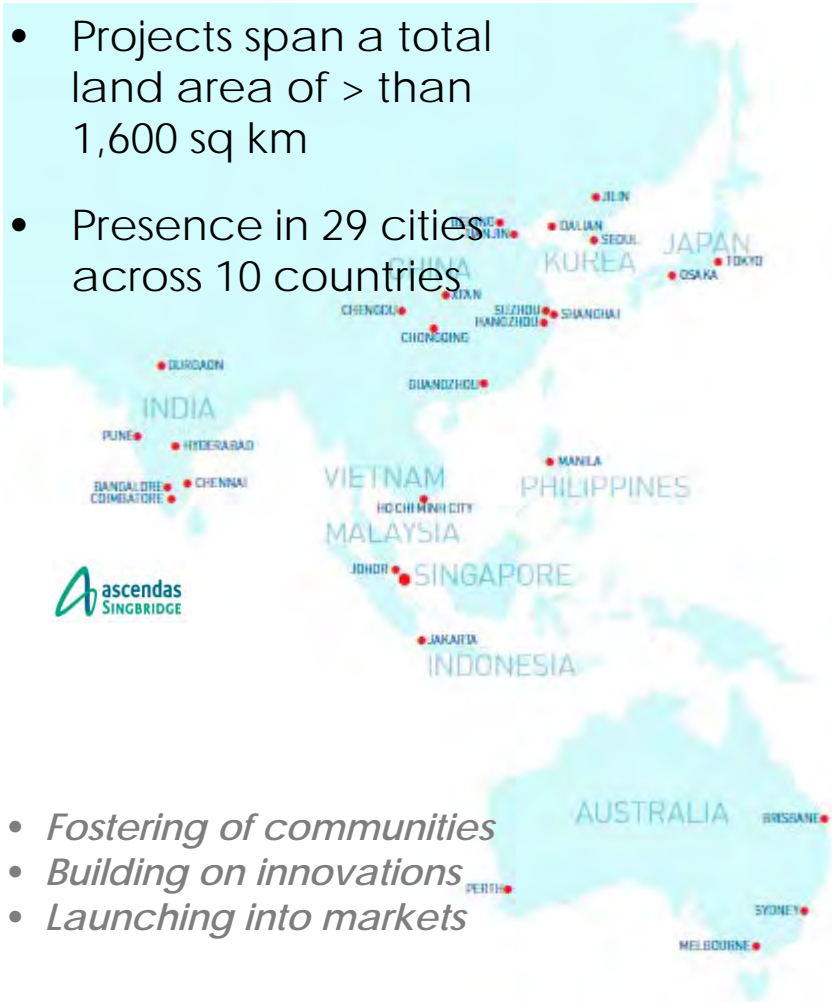 • Projects span a total
land area of > than
1,600 sq km
• Presence in 29 cities
across 10 countries
JILIN
TIANJIN
DALIAN
SEOUL
JAPAN
TOKYO
OSAKA
CHINA
KOREA
XI'AN
CHENGDU
SUZHOU
SHANGHAI
HANGZHOU
CHONGQING
GURGAON
GUANGZHOU
INDIA
PUNE
HYDERABAD
MANILA
BANGALORE
CHENNAI
COIMBATORE
VIETNAM
PHILIPPINES
HO CHI MINH CITY
MALAYSIA
JOHOR
SINGAPORE
ascendas
SINGBRIDGE
JAKARTA
INDONESIA
AUSTRALIA
BRISBANE
• Fostering of communities
• Building on innovations
PERTH
• Launching into markets
SYDNEY
MELBOURNE